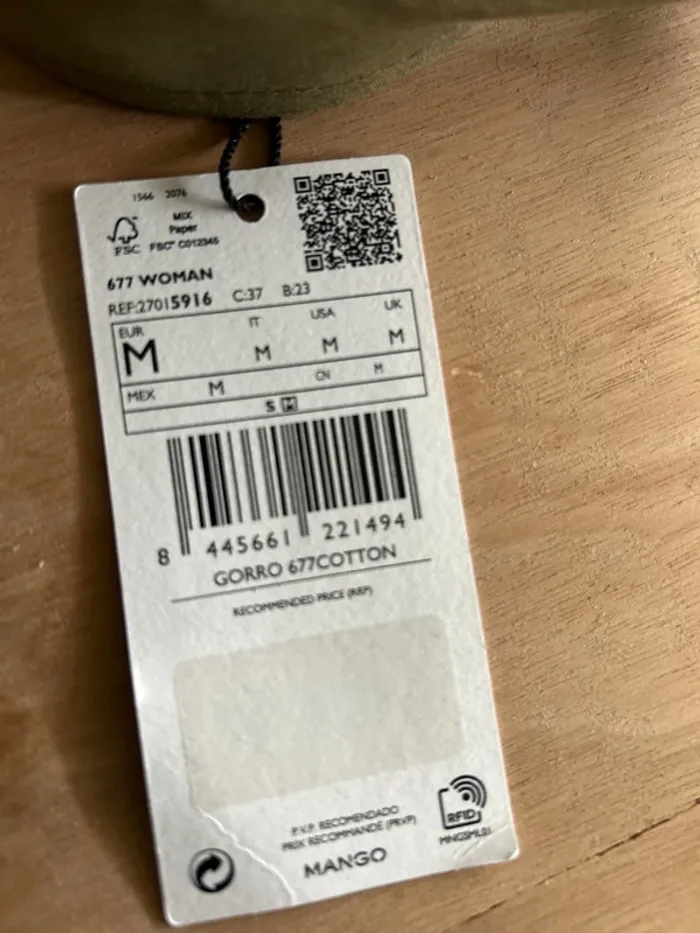 1566 2076
MIX
Paper
FSC FSC® C012345
677 WOMAN
REF:27015916 C:37 B:23
EUR IT USA UK
M M M M
MEX M CN M
S M
8 445661 221494
GORRO 677COTTON
RECOMMENDED PRICE (RRP)
P.V.P. RECOMENDADO
PRIX RECOMMANDÉ (PRVP)
MANGO
RFID
MNGSML01